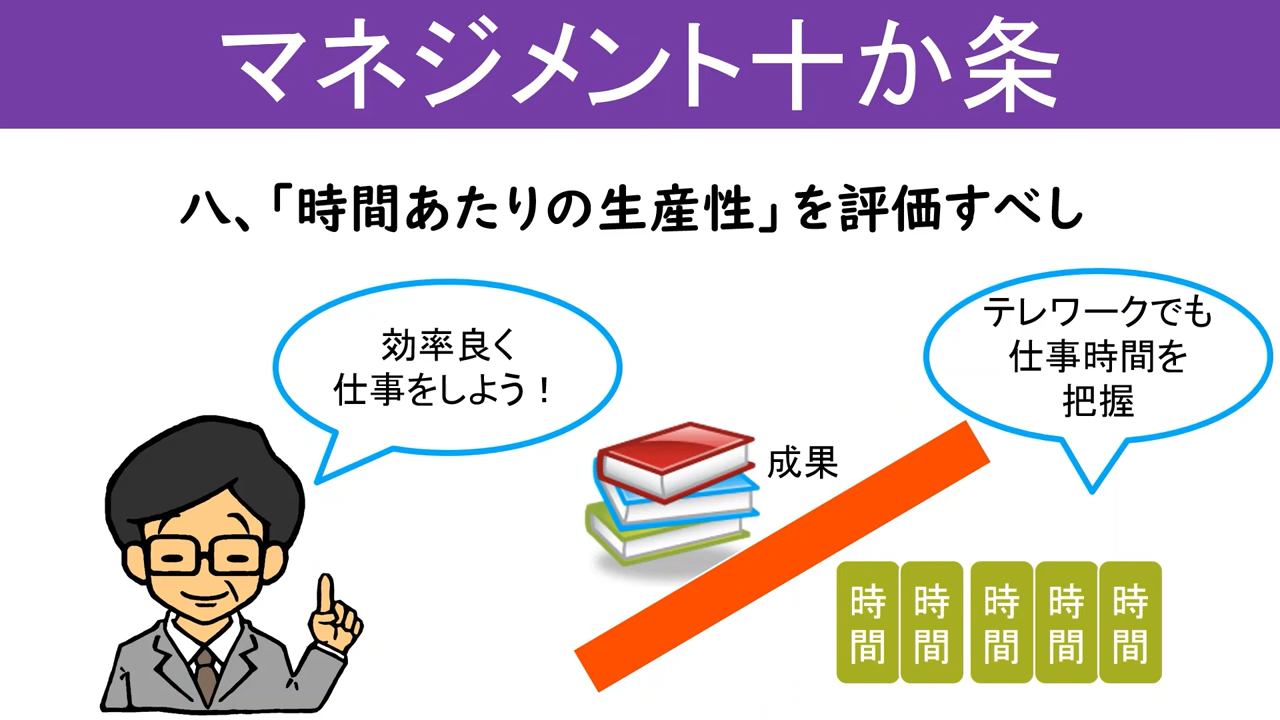 マネジメント十か条
八、「時間あたりの生産性」を評価すべし
効率良く
仕事をしよう！
テレワークでも
仕事時間を
把握
成果
時間
時間
時間
時間
時間